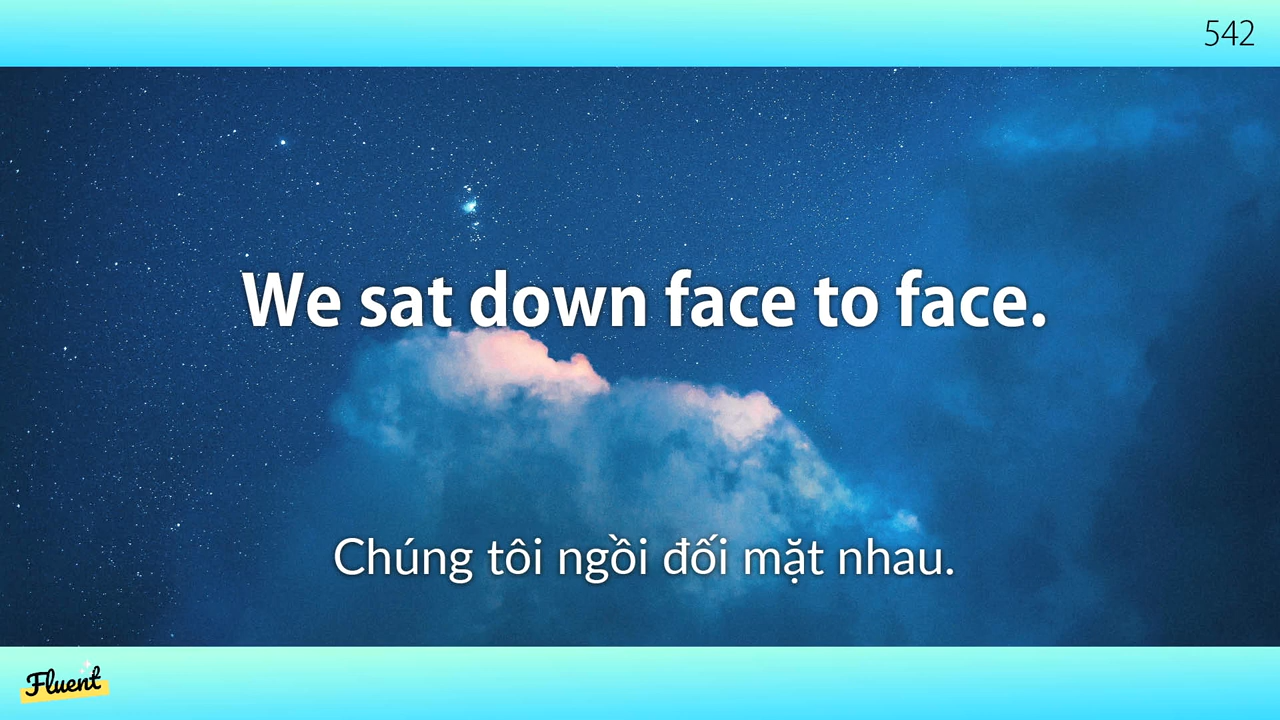 542
We sat down face to face.
Chúng tôi ngồi đối mặt nhau.
Fluent